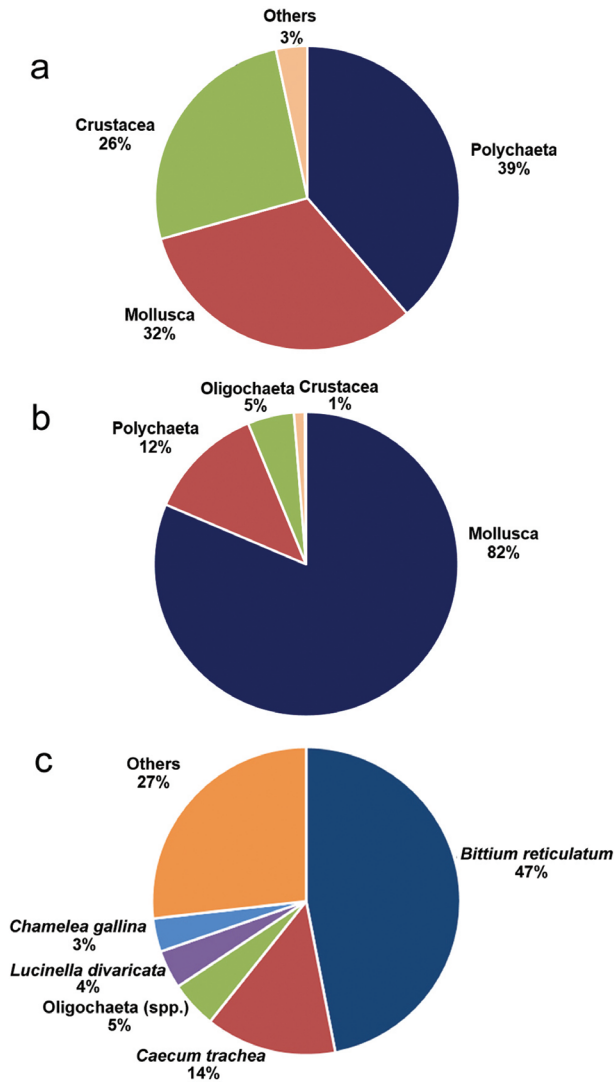 a
Others
3%
Crustacea
26%
Polychaeta
39%
Mollusca
32%
b
Oligochaeta
5%
Crustacea
1%
Polychaeta
12%
Mollusca
82%
c
Others
27%
Bittium reticulatum
47%
Chamelea gallina
3%
Lucinella divaricata
4%
Oligochaeta (spp.)
5%
Caecum trachea
14%